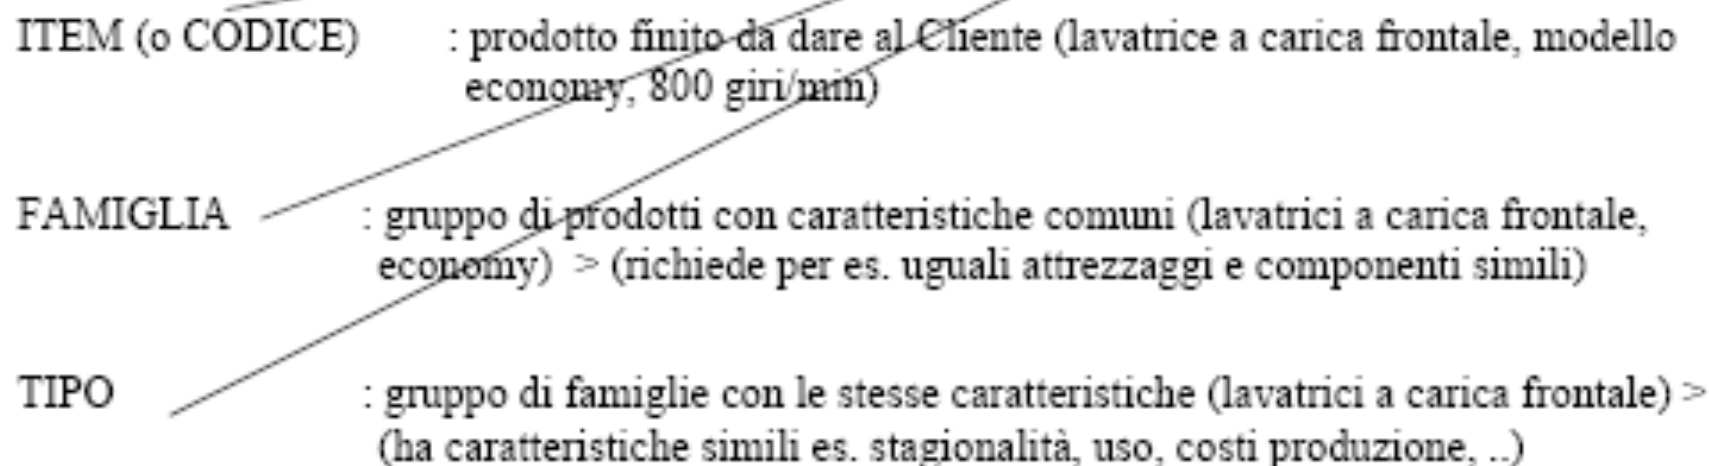 ITEM (o CODICE) : prodotto finito da dare al Cliente (lavatrice a carica frontale, modello
economy, 800 giri/min)
FAMIGLIA : gruppo di prodotti con caratteristiche comuni (lavatrici a carica frontale,
economy) > (richiede per es. uguali attrezzaggi e componenti simili)
TIPO : gruppo di famiglie con le stesse caratteristiche (lavatrici a carica frontale) >
(ha caratteristiche simili es. stagionalità, uso, costi produzione, ..)